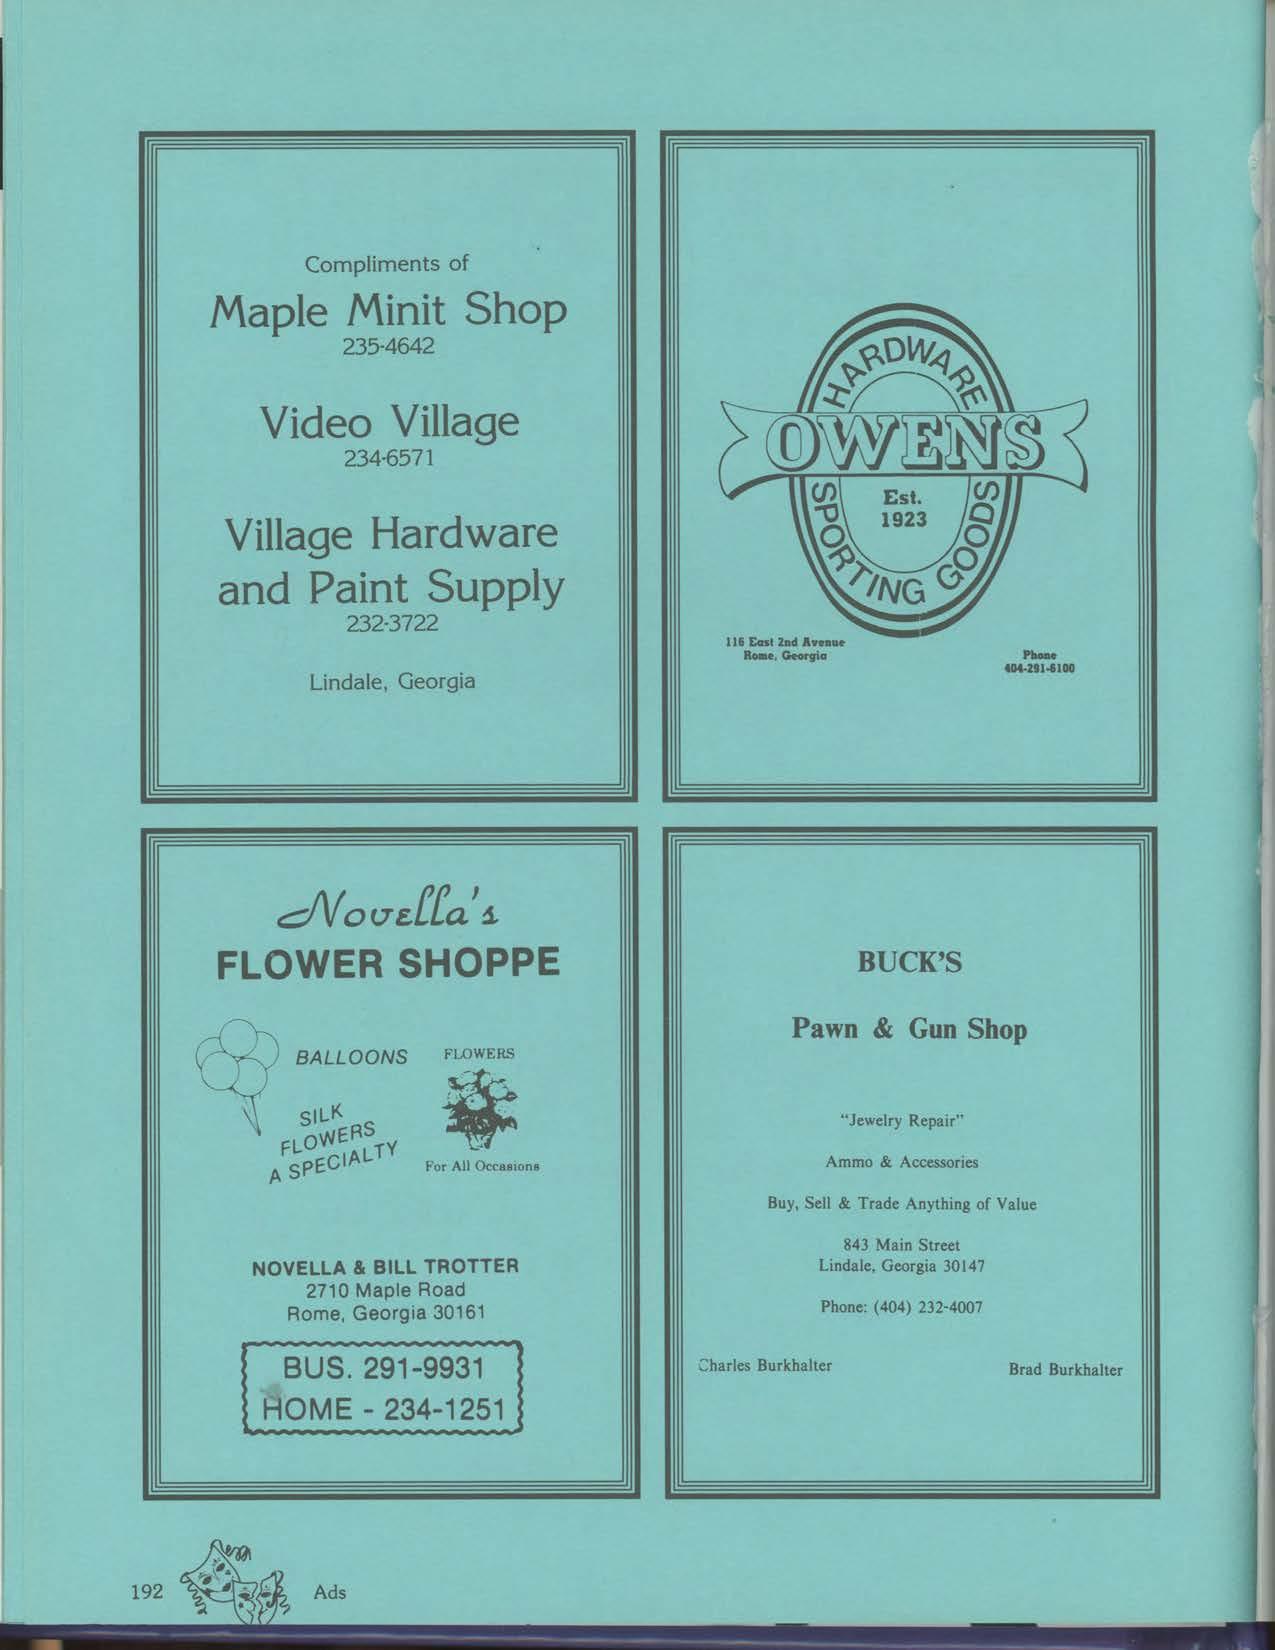 Compliments of
Maple Minit Shop
235-4642
Video Village
234-6571
Village Hardware
and Paint Supply
232-3722
Lindale, Georgia
HARDWARE
OWENS
Est.
1923
SPORTING GOODS
116 East 2nd Avenue
Rome, Georgia
Phone
404-291-6100
Novella's
FLOWER SHOPPE
BALLOONS
FLOWERS
SILK
FLOWERS
A SPECIALTY
For All Occasions
NOVELLA & BILL TROTTER
2710 Maple Road
Rome, Georgia 30161
BUS. 291-9931
HOME - 234-1251
BUCK'S
Pawn & Gun Shop
"Jewelry Repair"
Ammo & Accessories
Buy, Sell & Trade Anything of Value
843 Main Street
Lindale, Georgia 30147
Phone: (404) 232-4007
Charles Burkhalter
Brad Burkhalter
192
Ads